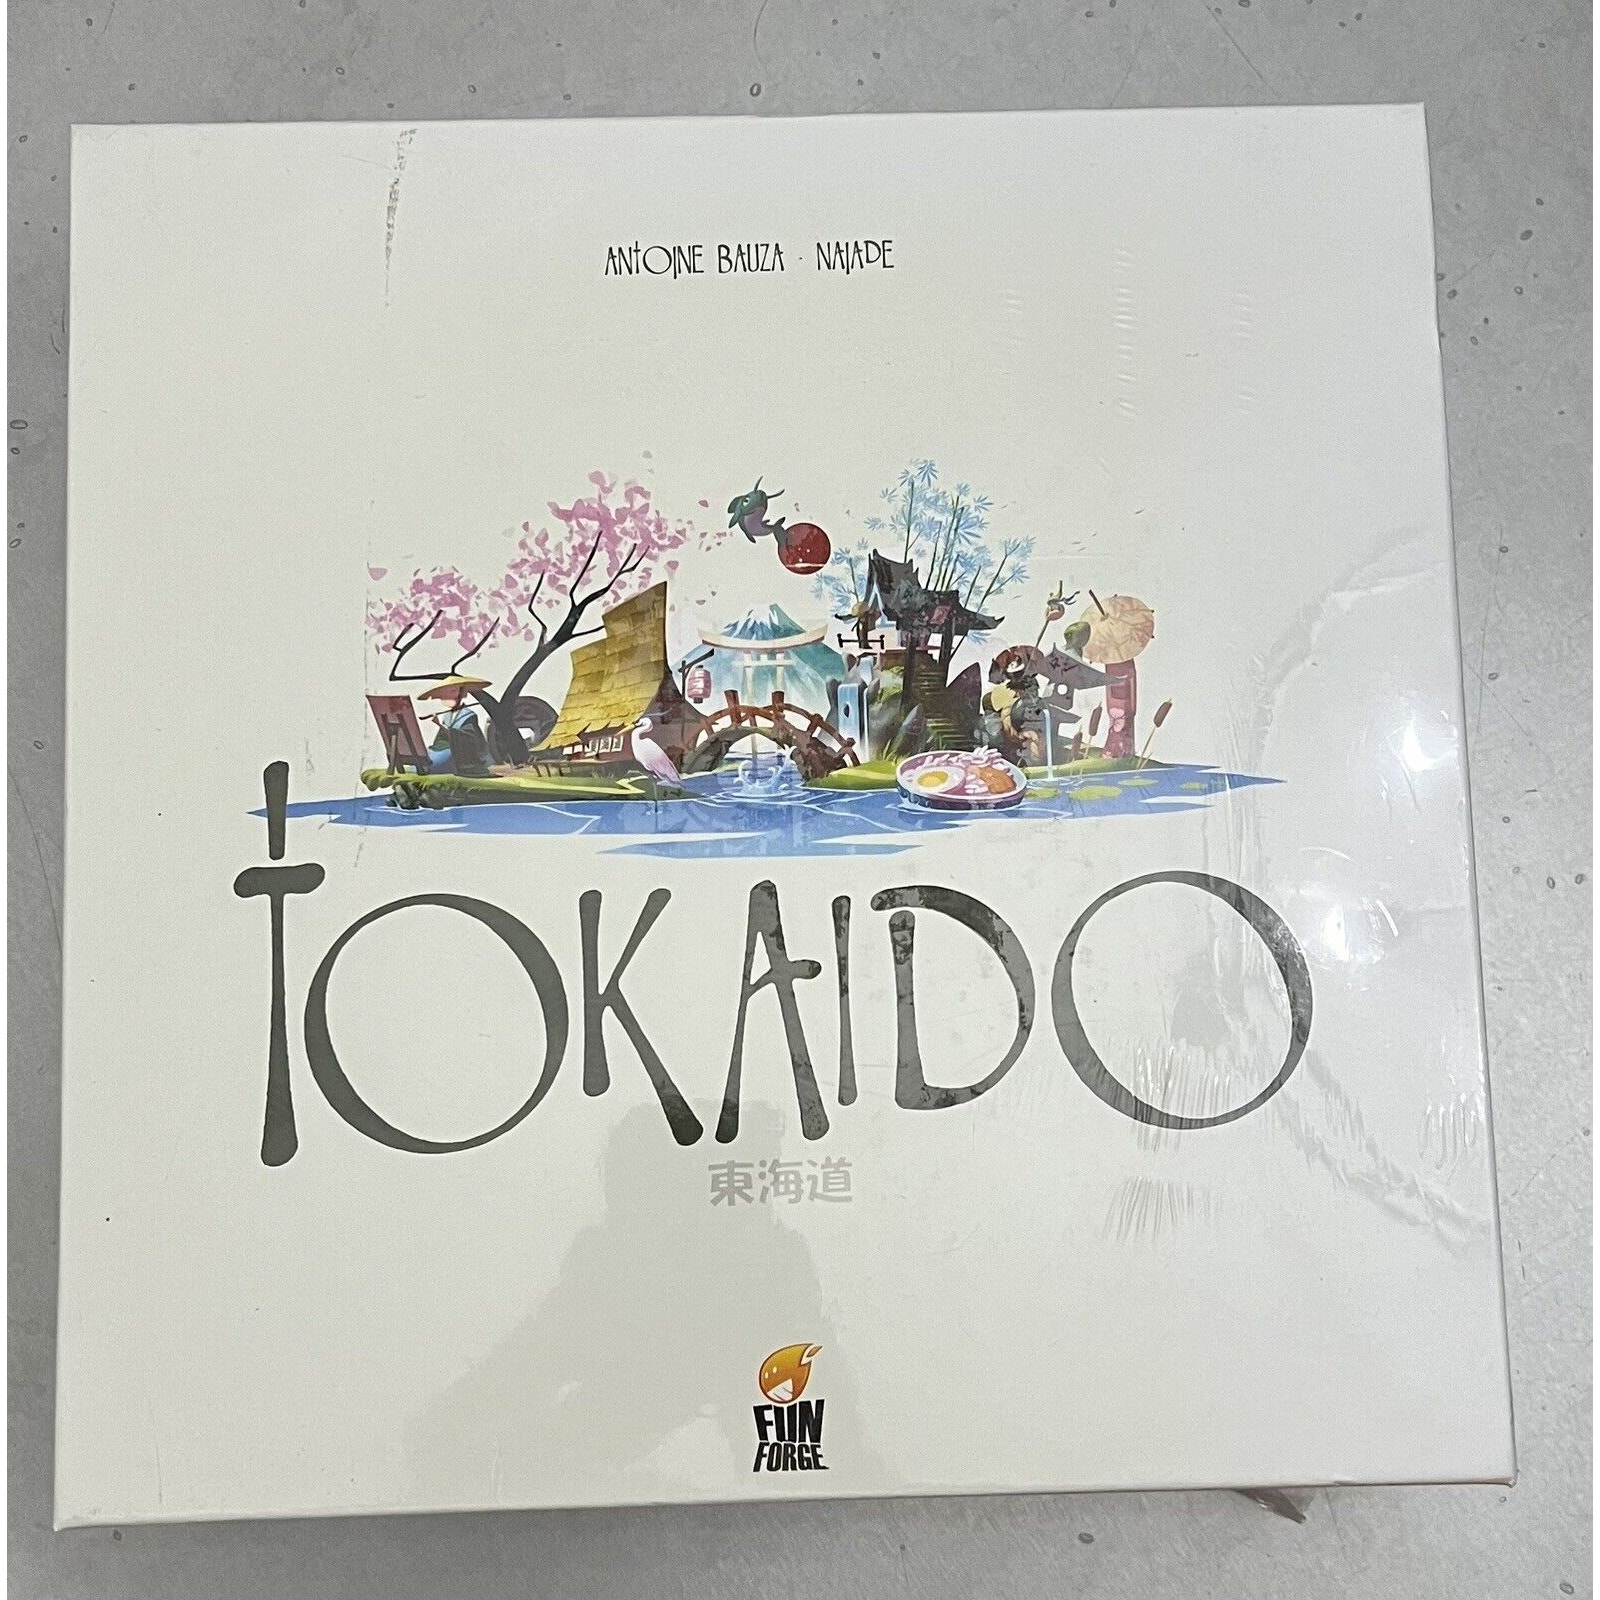 ANTOINE BAUZA · NAIADE
TOKAIDO
東海道
FUN
FORGE